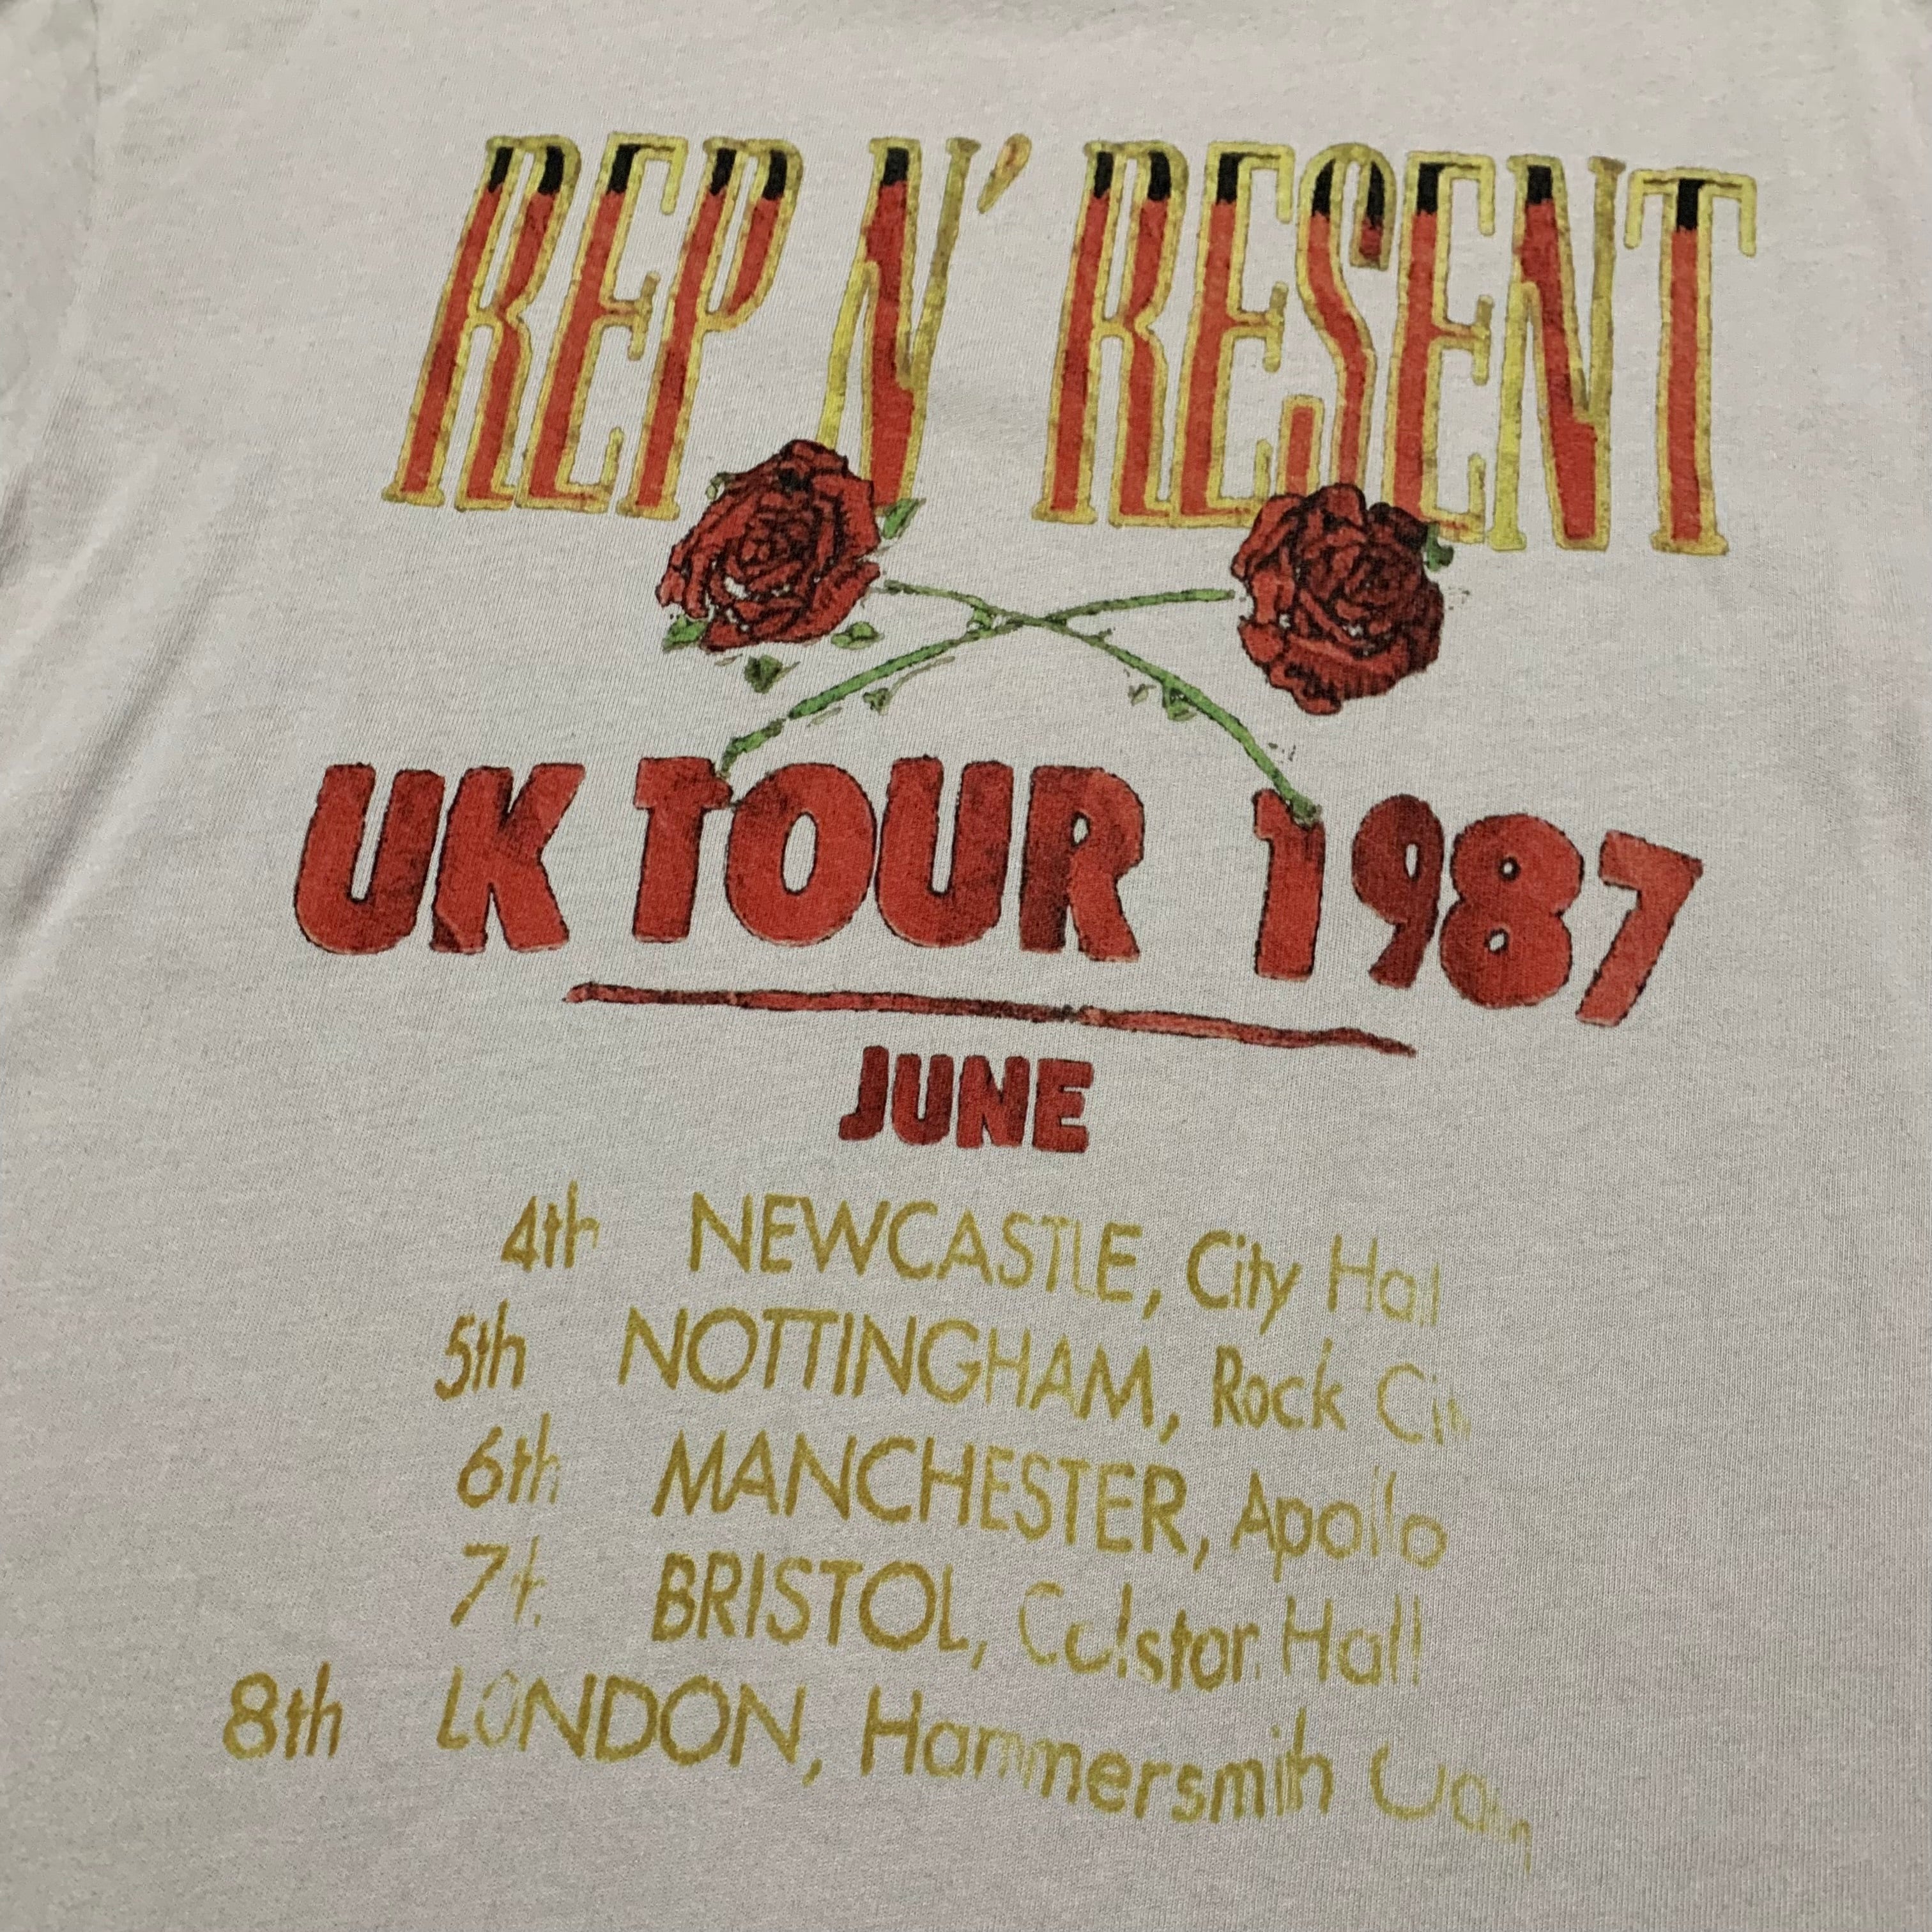 REP N' RESENT
UK TOUR 1987
JUNE
4th NEWCASTLE, City Hall
5th NOTTINGHAM, Rock City
6th MANCHESTER, Apollo
7th BRISTOL, Colston Hall
8th LONDON, Hammersmith